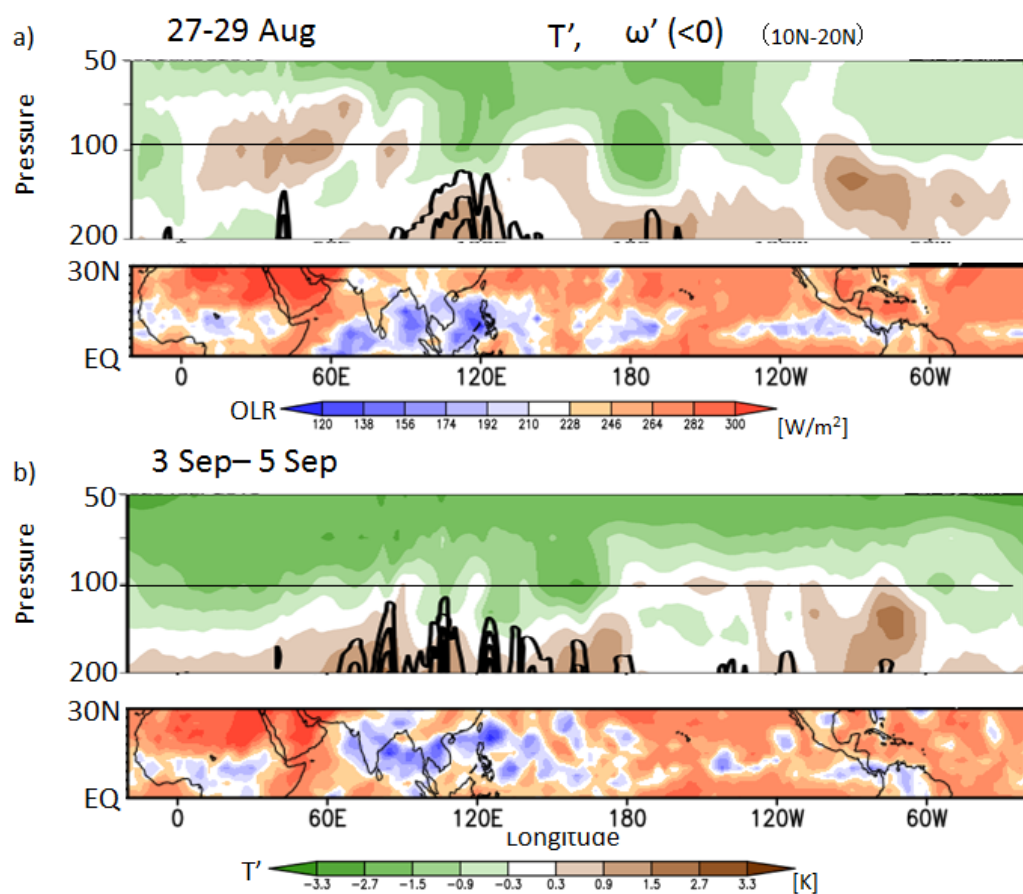 a) 27-29 Aug T’, ω’ (<0) (10N-20N)
50
Pressure
100
200
30N
EQ
0 60E 120E 180 120W 60W
OLR 120 138 156 174 192 210 228 246 264 282 300 [W/m²]
b) 3 Sep– 5 Sep
50
Pressure
100
200
30N
EQ
0 60E 120E 180 120W 60W
Longitude
T’ −3.3 −2.7 −1.5 −0.9 −0.3 0.3 0.9 1.5 2.7 3.3 [K]